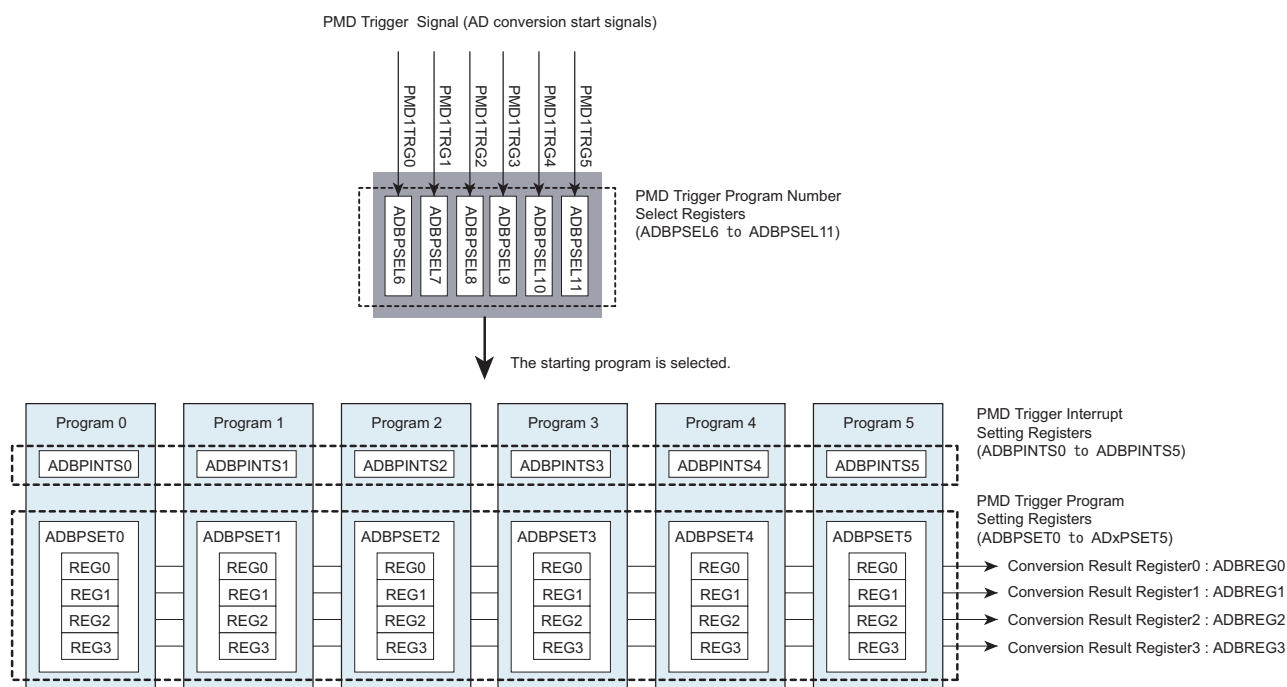 PMD Trigger Signal (AD conversion start signals)
PMD1TRG0
PMD1TRG1
PMD1TRG2
PMD1TRG3
PMD1TRG4
PMD1TRG5
ADBPSEL6
ADBPSEL7
ADBPSEL8
ADBPSEL9
ADBPSEL10
ADBPSEL11
PMD Trigger Program Number
Select Registers
(ADBPSEL6 to ADBPSEL11)
The starting program is selected.
Program 0
Program 1
Program 2
Program 3
Program 4
Program 5
PMD Trigger Interrupt
Setting Registers
(ADBPINTS0 to ADBPINTS5)
ADBPINTS0
ADBPINTS1
ADBPINTS2
ADBPINTS3
ADBPINTS4
ADBPINTS5
PMD Trigger Program
Setting Registers
(ADBPSET0 to ADxPSET5)
ADBPSET0
REG0
REG1
REG2
REG3
ADBPSET1
REG0
REG1
REG2
REG3
ADBPSET2
REG0
REG1
REG2
REG3
ADBPSET3
REG0
REG1
REG2
REG3
ADBPSET4
REG0
REG1
REG2
REG3
ADBPSET5
REG0
REG1
REG2
REG3
Conversion Result Register0 : ADBREG0
Conversion Result Register1 : ADBREG1
Conversion Result Register2 : ADBREG2
Conversion Result Register3 : ADBREG3